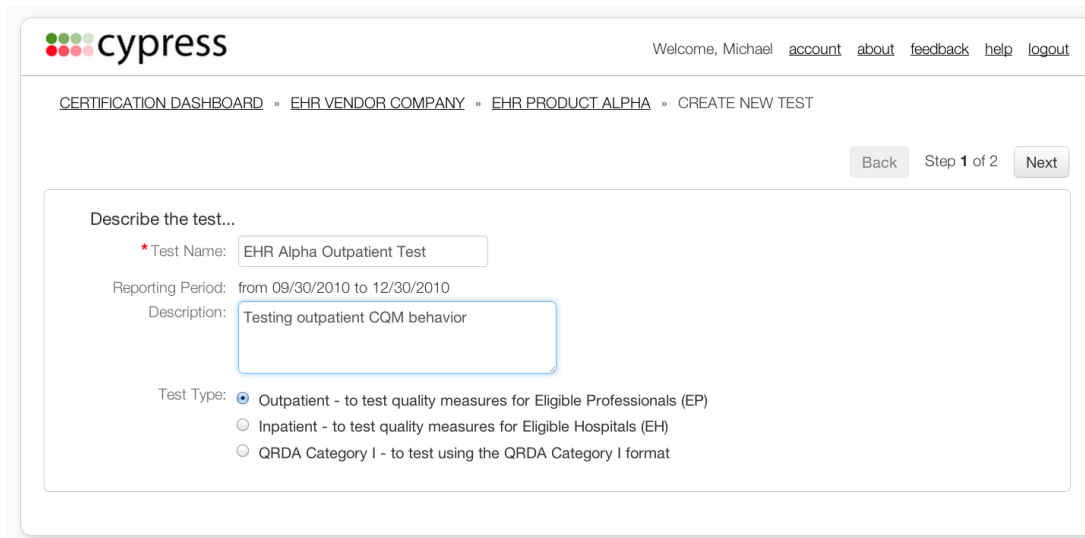 cypress
Welcome, Michael account about feedback help logout
CERTIFICATION DASHBOARD » EHR VENDOR COMPANY » EHR PRODUCT ALPHA » CREATE NEW TEST
Back Step 1 of 2 Next
Describe the test...
*Test Name: EHR Alpha Outpatient Test
Reporting Period: from 09/30/2010 to 12/30/2010
Description: Testing outpatient CQM behavior
Test Type: Outpatient - to test quality measures for Eligible Professionals (EP)
Inpatient - to test quality measures for Eligible Hospitals (EH)
QRDA Category I - to test using the QRDA Category I format